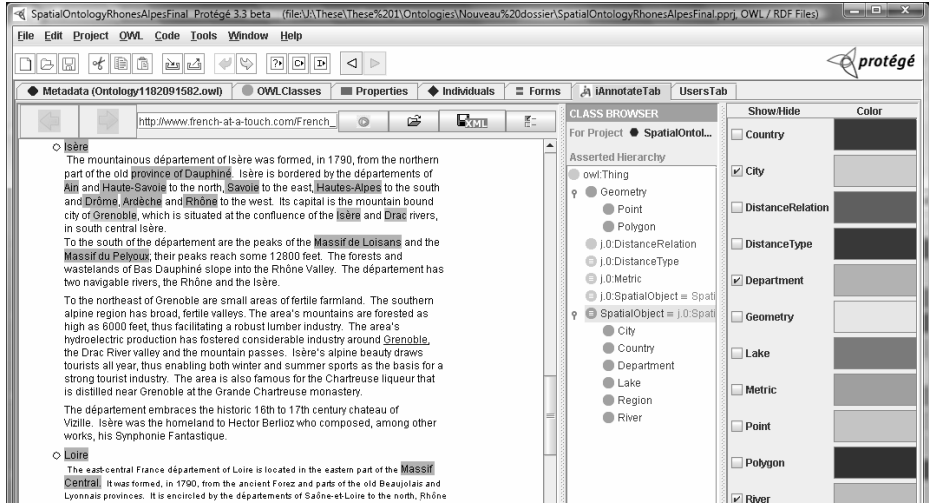 SpatialOntologyRhonesAlpesFinal Protégé 3.3 beta (file:\J:\These\These%201\Ontologies\Nouveau%20dossier\SpatialOntologyRhonesAlpesFinal.pprj, OWL / RDF Files)
File Edit Project OWL Code Tools Window Help
protégé
Metadata (Ontology1182091582.owl) OWLClasses Properties Individuals Forms iAnnotateTab UsersTab
http://www.french-at-a-touch.com/French_
XML
Isère
The mountainous département of Isère was formed, in 1790, from the northern
part of the old province of Dauphiné. Isère is bordered by the départements of
Ain and Haute-Savoie to the north, Savoie to the east, Hautes-Alpes to the south
and Drôme, Ardèche and Rhône to the west. Its capital is the mountain bound
city of Grenoble, which is situated at the confluence of the Isère and Drac rivers,
in south central Isère.
To the south of the département are the peaks of the Massif de Loisans and the
Massif du Pelyoux; their peaks reach some 12800 feet. The forests and
wastelands of Bas Dauphiné slope into the Rhône Valley. The département has
two navigable rivers, the Rhône and the Isère.
To the northeast of Grenoble are small areas of fertile farmland. The southern
alpine region has broad, fertile valleys. The area's mountains are forested as
high as 6000 feet, thus facilitating a robust lumber industry. The area's
hydroelectric production has fostered considerable industry around Grenoble,
the Drac River valley and the mountain passes. Isère's alpine beauty draws
tourists all year, thus enabling both winter and summer sports as the basis for a
strong tourist industry. The area is also famous for the Chartreuse liqueur that
is distilled near Grenoble at the Grande Chartreuse monastery.
The département embraces the historic 16th to 17th century chateau of
Vizille. Isère was the homeland to Hector Berlioz who composed, among other
works, his Synphonie Fantastique.
Loire
The east-central France département of Loire is located in the eastern part of the Massif
Central. It was formed, in 1790, from the ancient Forez and parts of the old Beaujolais and
Lyonnais provinces. It is encircled by the départements of Saône-et-Loire to the north, Rhône
CLASS BROWSER
For Project SpatialOntol...
Asserted Hierarchy
owl:Thing
Geometry
Point
Polygon
j.0:DistanceRelation
j.0:DistanceType
j.0:Metric
j.0:SpatialObject = Spati
SpatialObject = j.0:Spati
City
Country
Department
Lake
Region
River
Show/Hide Color
Country
City
DistanceRelation
DistanceType
Department
Geometry
Lake
Metric
Point
Polygon
River